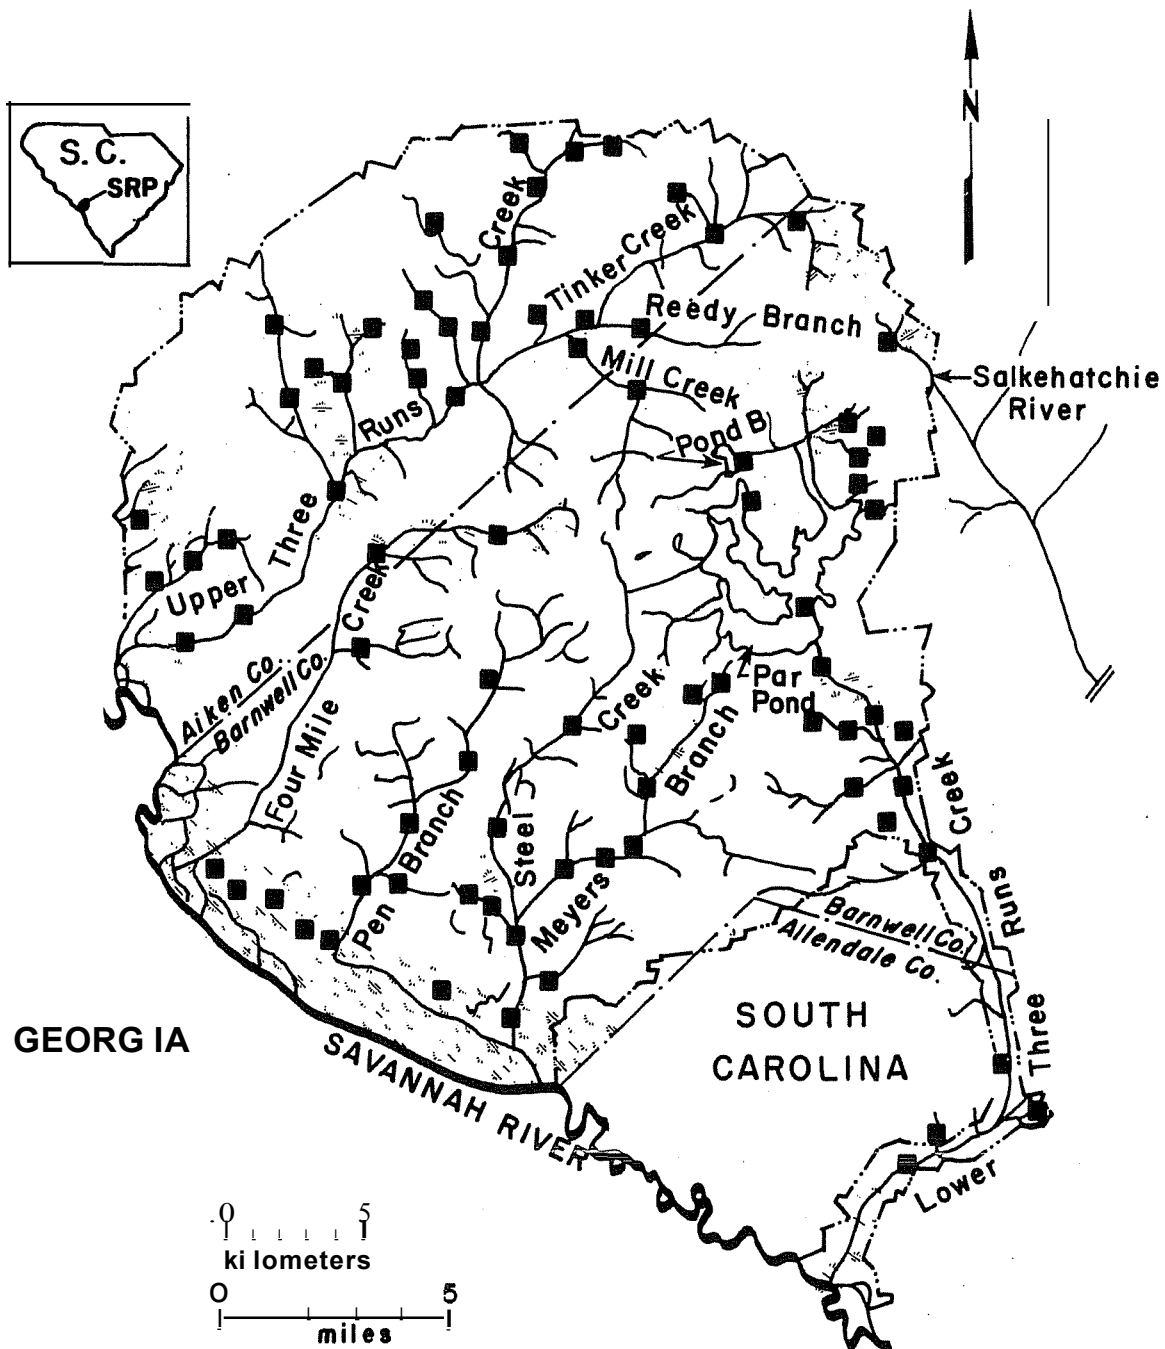 N
S. C.
SRP
Creek
Tinker Creek
Reedy Branch
Mill Creek
Salkehatchie
River
Pond B
Runs
Three
Upper
Creek
Four Mile
Aiken Co.
Barnwell Co.
Par
Pond
Creek
Steel
Branch
Meyers
Branch
Pen
Creek
Runs
Three
Lower
Barnwell Co.
Allendale Co.
SOUTH
CAROLINA
GEORG IA
SAVANNAH RIVER
0 5
ki lometers
0 5
miles